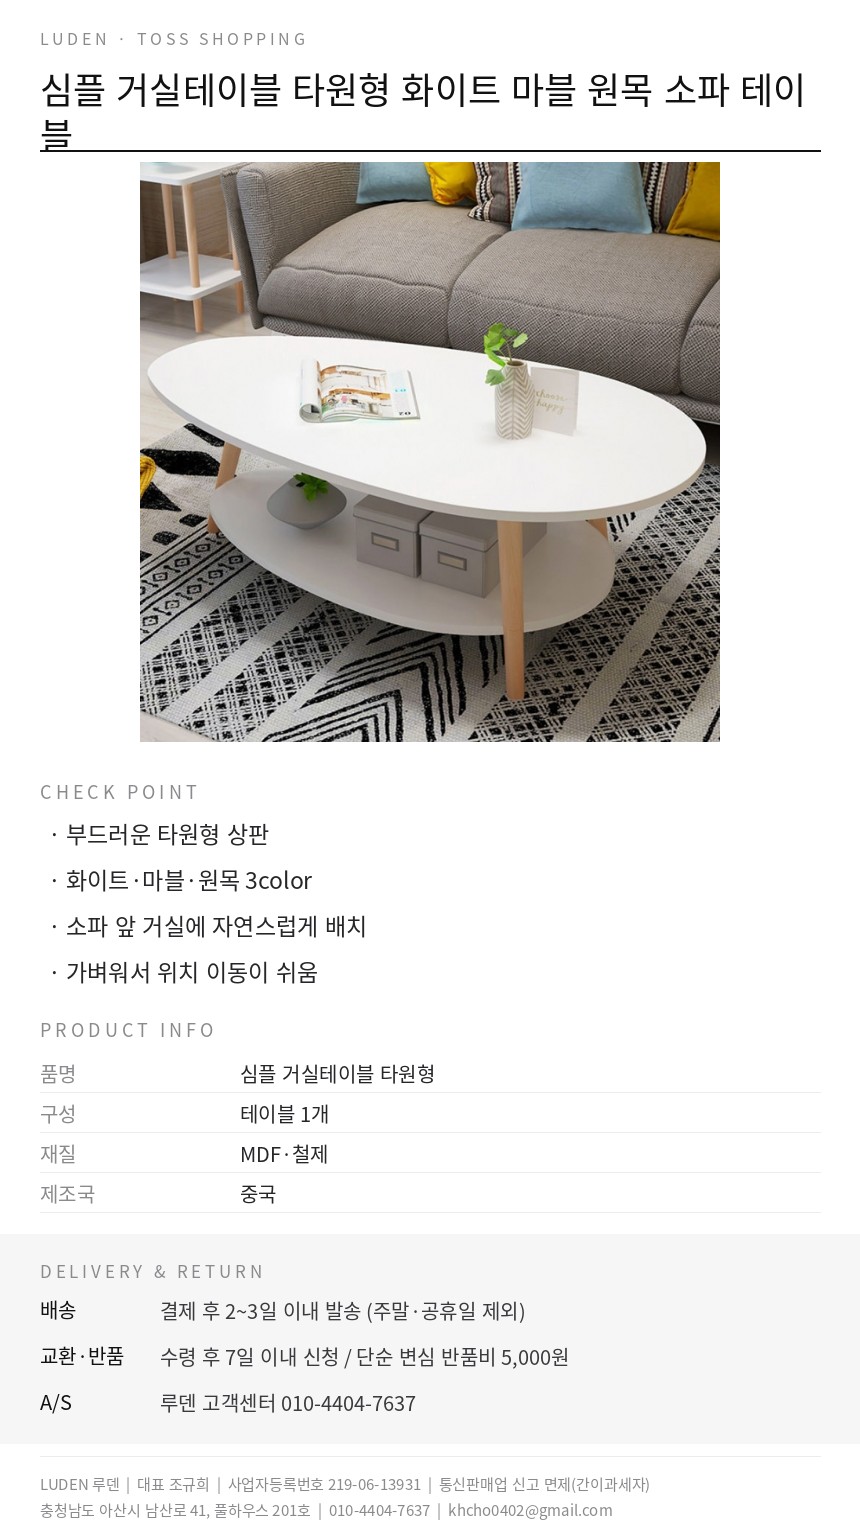 LUDEN · TOSS SHOPPING
심플 거실테이블 타원형 화이트 마블 원목 소파 테이
블
CHECK POINT
· 부드러운 타원형 상판
· 화이트·마블·원목 3color
· 소파 앞 거실에 자연스럽게 배치
· 가벼워서 위치 이동이 쉬움
PRODUCT INFO
품명 심플 거실테이블 타원형
구성 테이블 1개
재질 MDF·철제
제조국 중국
DELIVERY & RETURN
배송 결제 후 2~3일 이내 발송 (주말·공휴일 제외)
교환·반품 수령 후 7일 이내 신청 / 단순 변심 반품비 5,000원
A/S 루덴 고객센터 010-4404-7637
LUDEN 루덴 | 대표 조규희 | 사업자등록번호 219-06-13931 | 통신판매업 신고 면제(간이과세자)
충청남도 아산시 남산로 41, 풀하우스 201호 | 010-4404-7637 | khcho0402@gmail.com